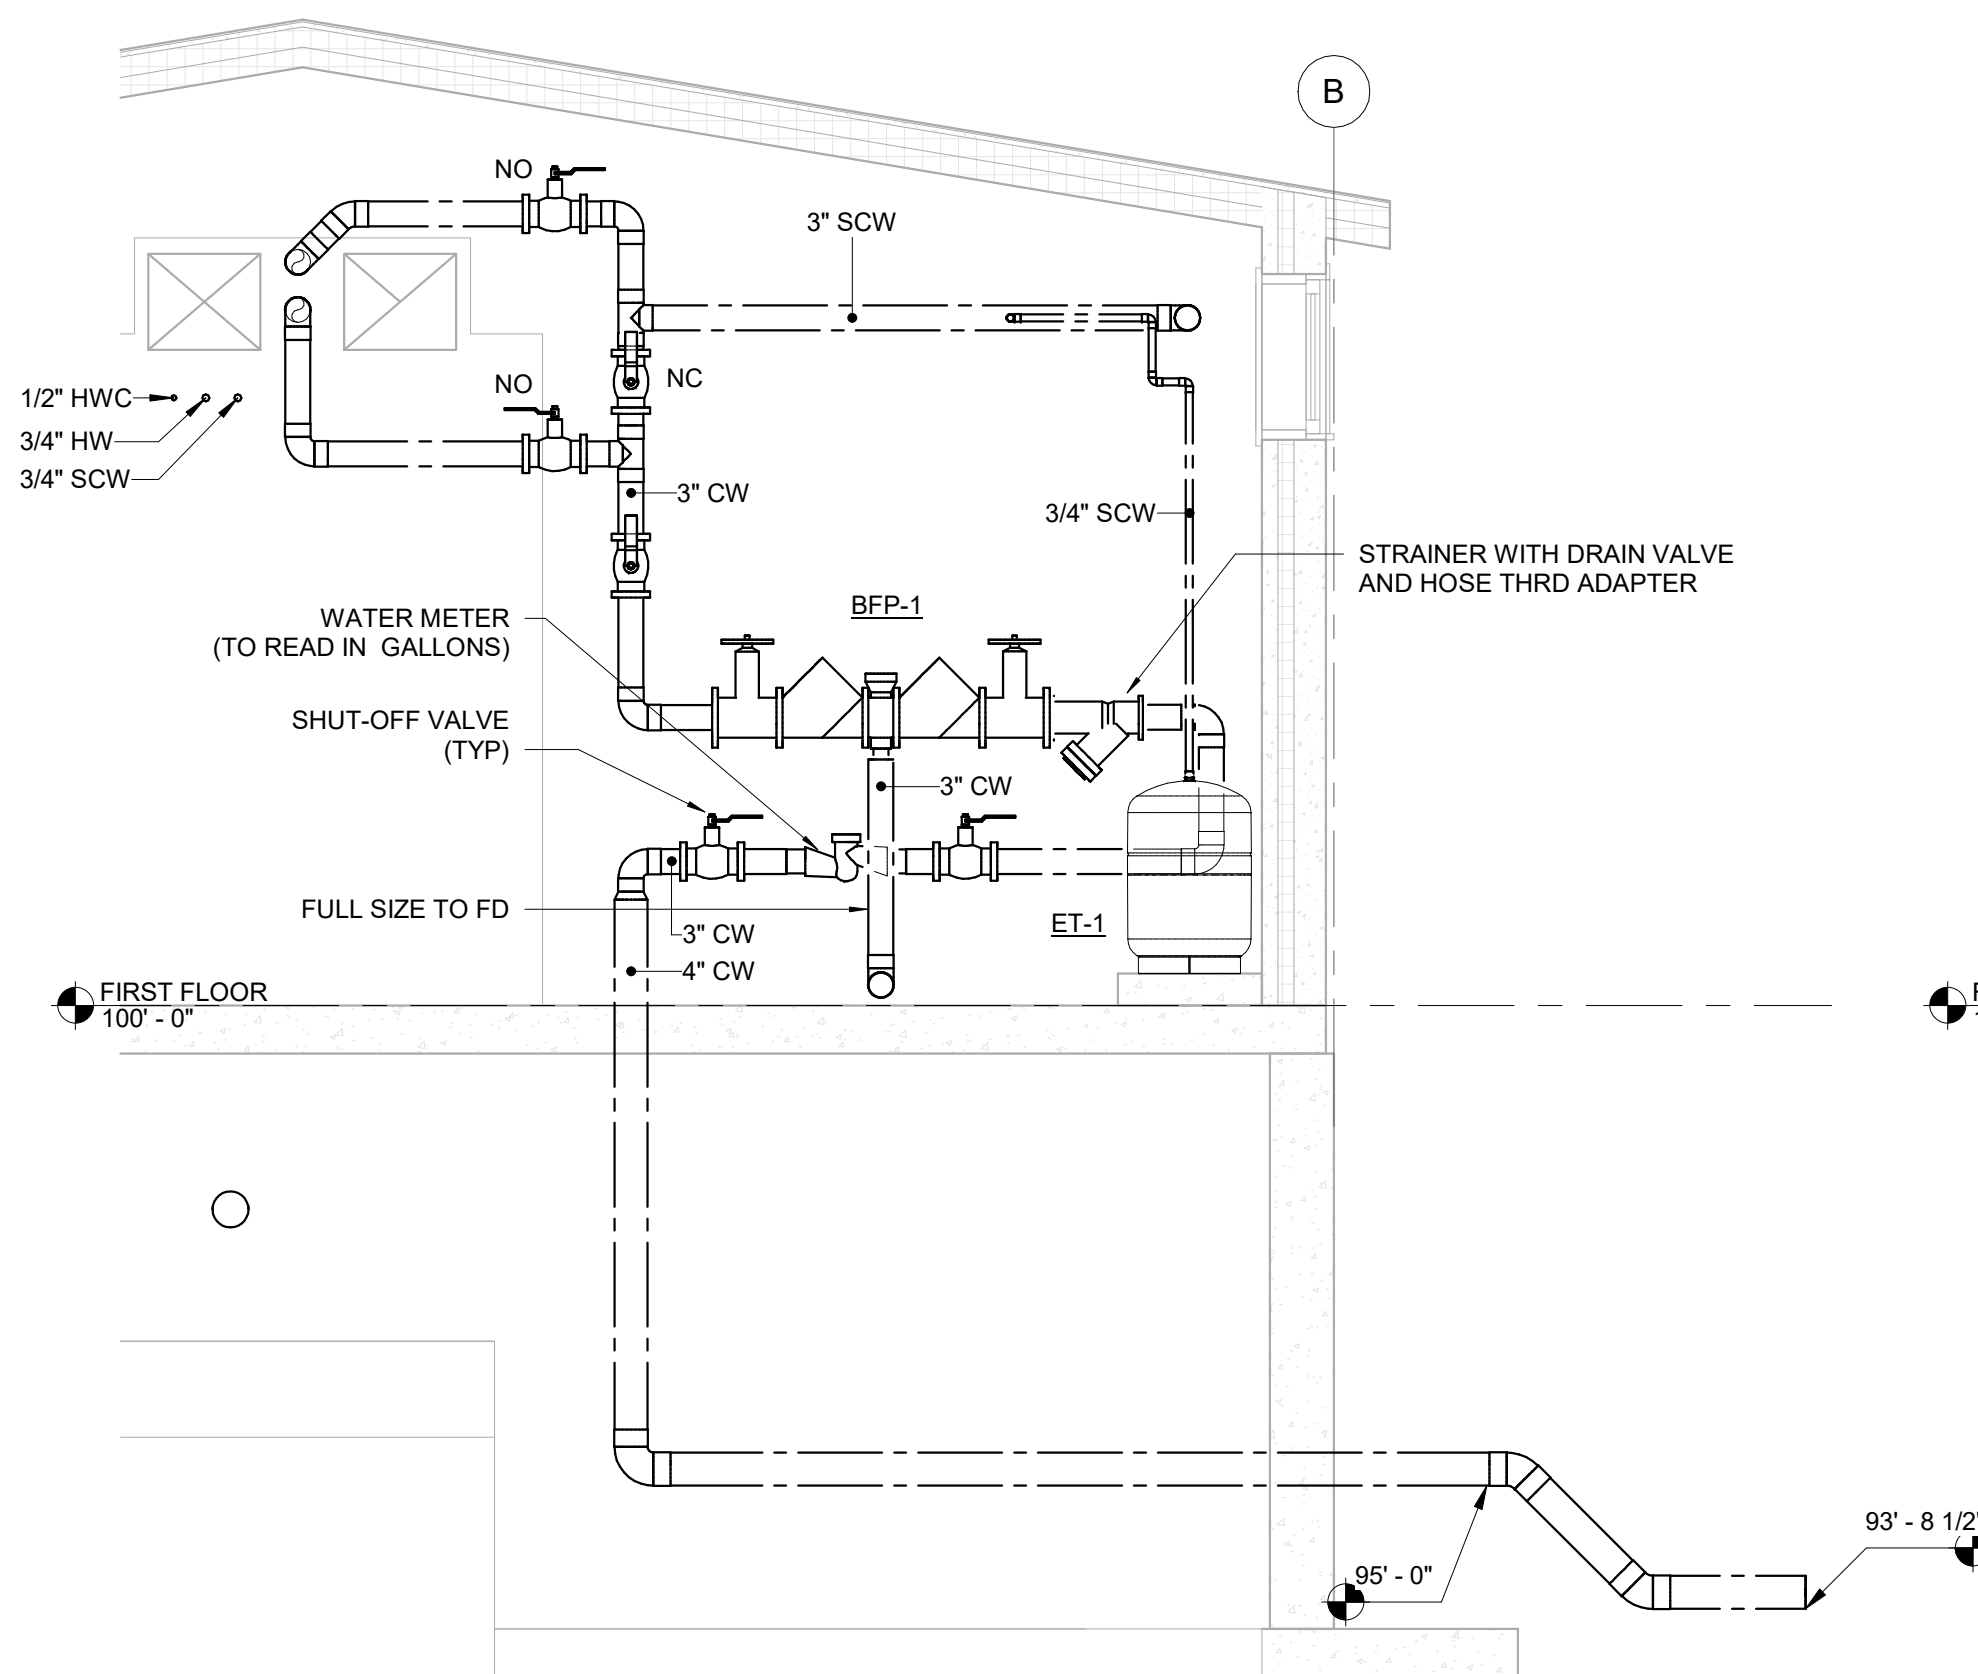 B
NO
3" SCW
NO
NC
1/2" HWC
3/4" HW
3/4" SCW
3" CW
3/4" SCW
STRAINER WITH DRAIN VALVE
AND HOSE THRD ADAPTER
BFP-1
WATER METER
(TO READ IN GALLONS)
SHUT-OFF VALVE
(TYP)
3" CW
FULL SIZE TO FD
ET-1
3" CW
4" CW
FIRST FLOOR
100' - 0"
93' - 8 1/2"
95' - 0"